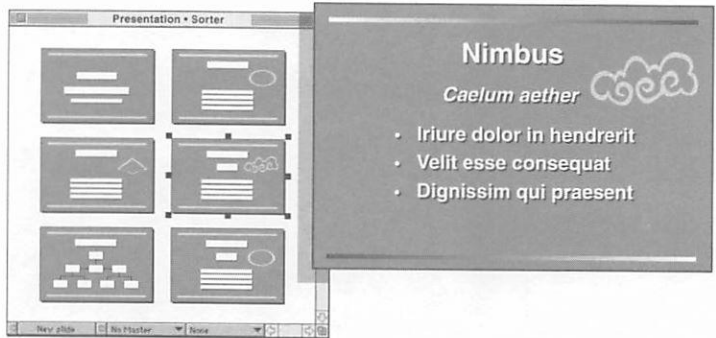 Presentation • Sorter
New slide
No Master
None
Nimbus
Caelum aether
• Iriure dolor in hendrerit
• Velit esse consequat
• Dignissim qui praesent